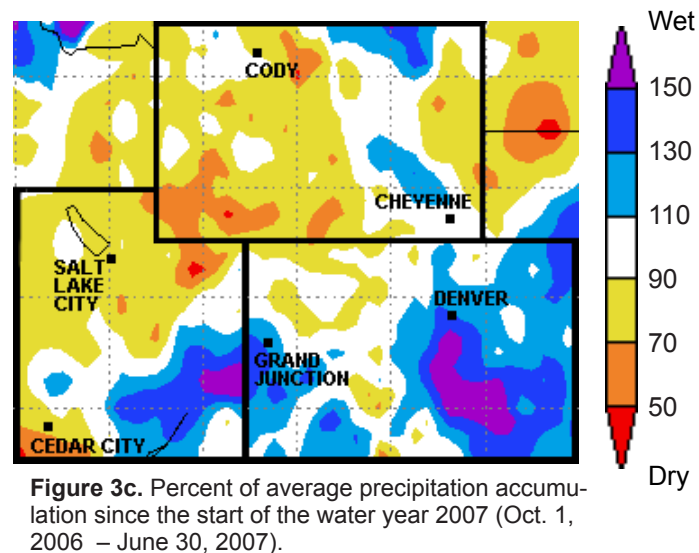 CODY
CHEYENNE
SALT
LAKE
CITY
DENVER
GRAND
JUNCTION
CEDAR CITY
Wet
150
130
110
90
70
50
Dry
Figure 3c. Percent of average precipitation accumu-
lation since the start of the water year 2007 (Oct. 1,
2006  – June 30, 2007).